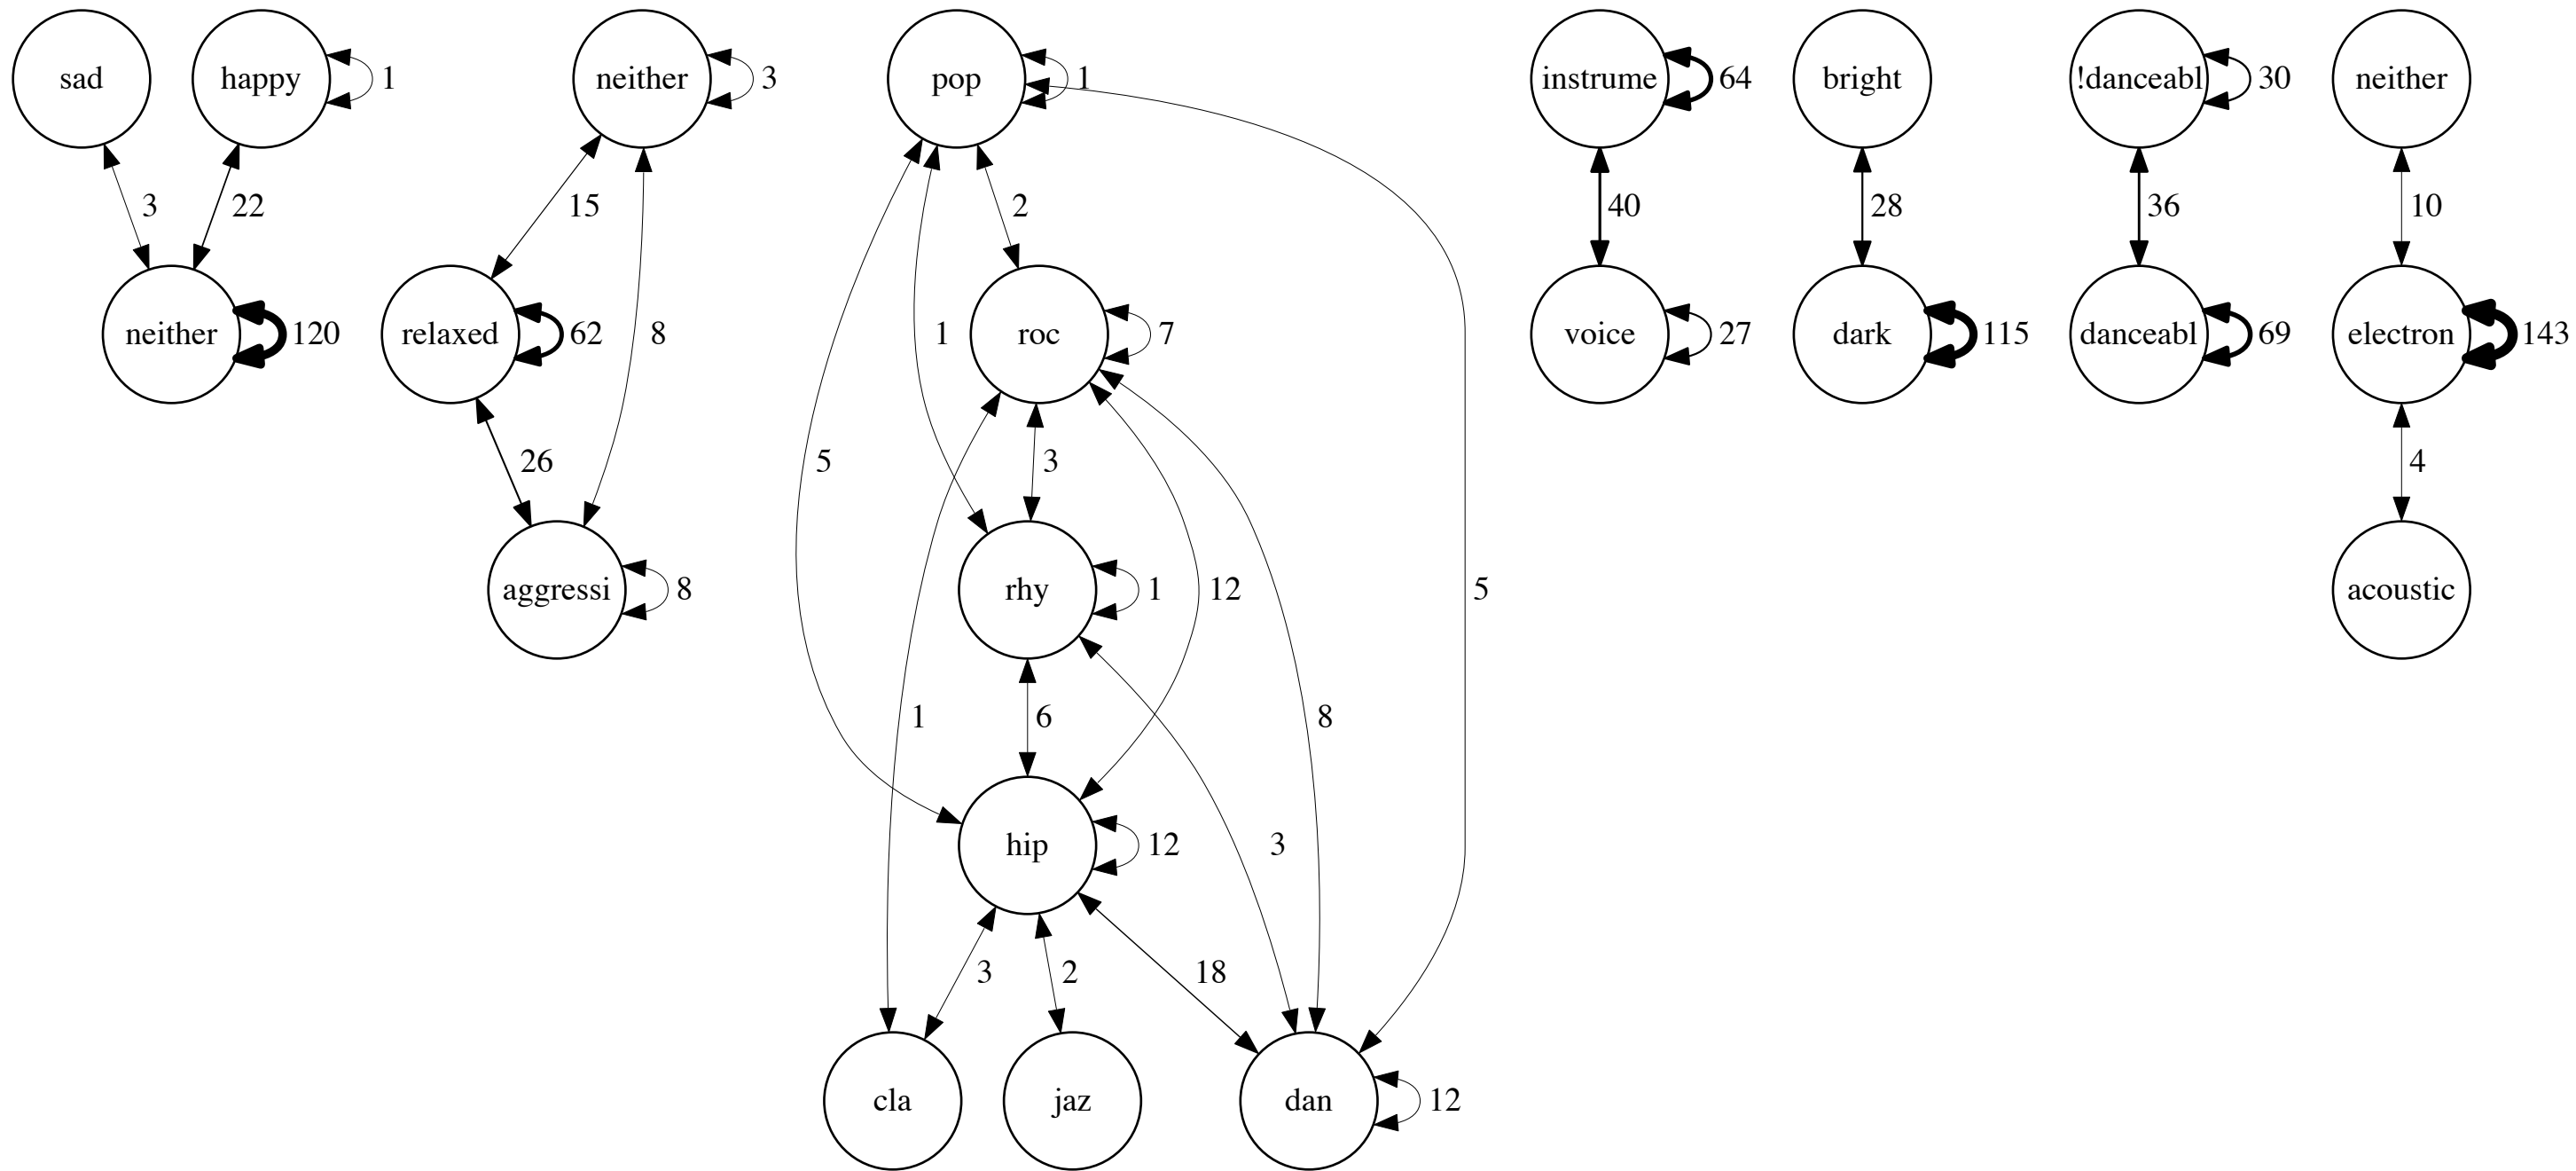 sad
happy
1
neither
3
pop
1
instrume
64
bright
!danceabl
30
neither
3
22
15
2
40
28
36
10
neither
120
relaxed
62
8
1
roc
7
voice
27
dark
115
danceabl
69
electron
143
26
5
3
4
aggressi
8
rhy
1
12
5
acoustic
1
6
8
hip
12
3
3
2
18
cla
jaz
dan
12